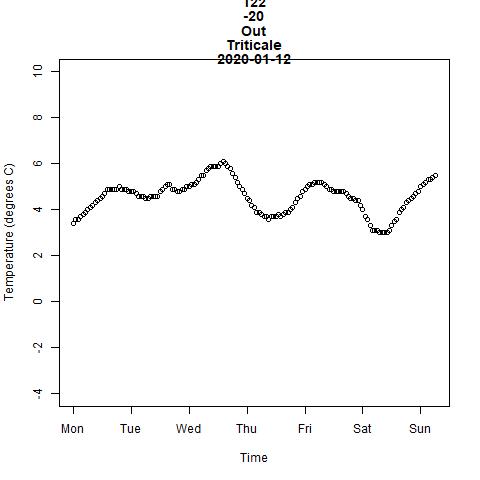 122
-20
Out
Triticale
2020-01-12
10
8
6
4
2
0
-2
-4
Temperature (degrees C)
Mon Tue Wed Thu Fri Sat Sun
Time